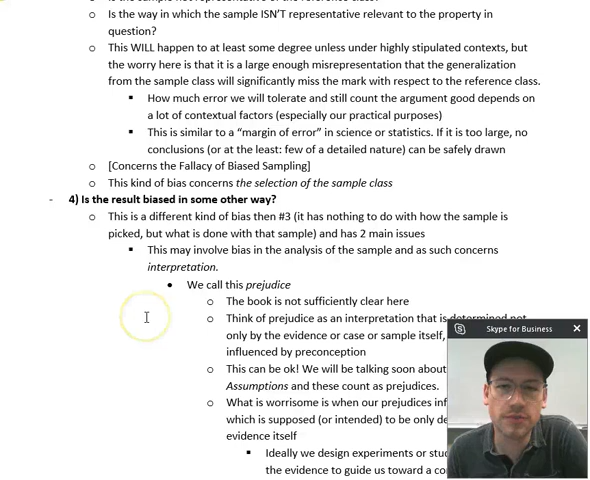 Is the way in which the sample ISN'T representative relevant to the property in
question?
This WILL happen to at least some degree unless under highly stipulated contexts, but
the worry here is that it is a large enough misrepresentation that the generalization
from the sample class will significantly miss the mark with respect to the reference class.
How much error we will tolerate and still count the argument good depends on
a lot of contextual factors (especially our practical purposes)
This is similar to a "margin of error" in science or statistics. If it is too large, no
conclusions (or at the least: few of a detailed nature) can be safely drawn
[Concerns the Fallacy of Biased Sampling]
This kind of bias concerns the selection of the sample class
- 4) Is the result biased in some other way?
This is a different kind of bias then #3 (it has nothing to do with how the sample is
picked, but what is done with that sample) and has 2 main issues
This may involve bias in the analysis of the sample and as such concerns
interpretation.
We call this prejudice
The book is not sufficiently clear here
Think of prejudice as an interpretation that is determined not
only by the evidence or case or sample itself,
influenced by preconception
This can be ok! We will be talking soon about
Assumptions and these count as prejudices.
What is worrisome is when our prejudices
which is supposed (or intended) to be only
evidence itself
Ideally we design experiments or
the evidence to guide us toward a
Skype for Business